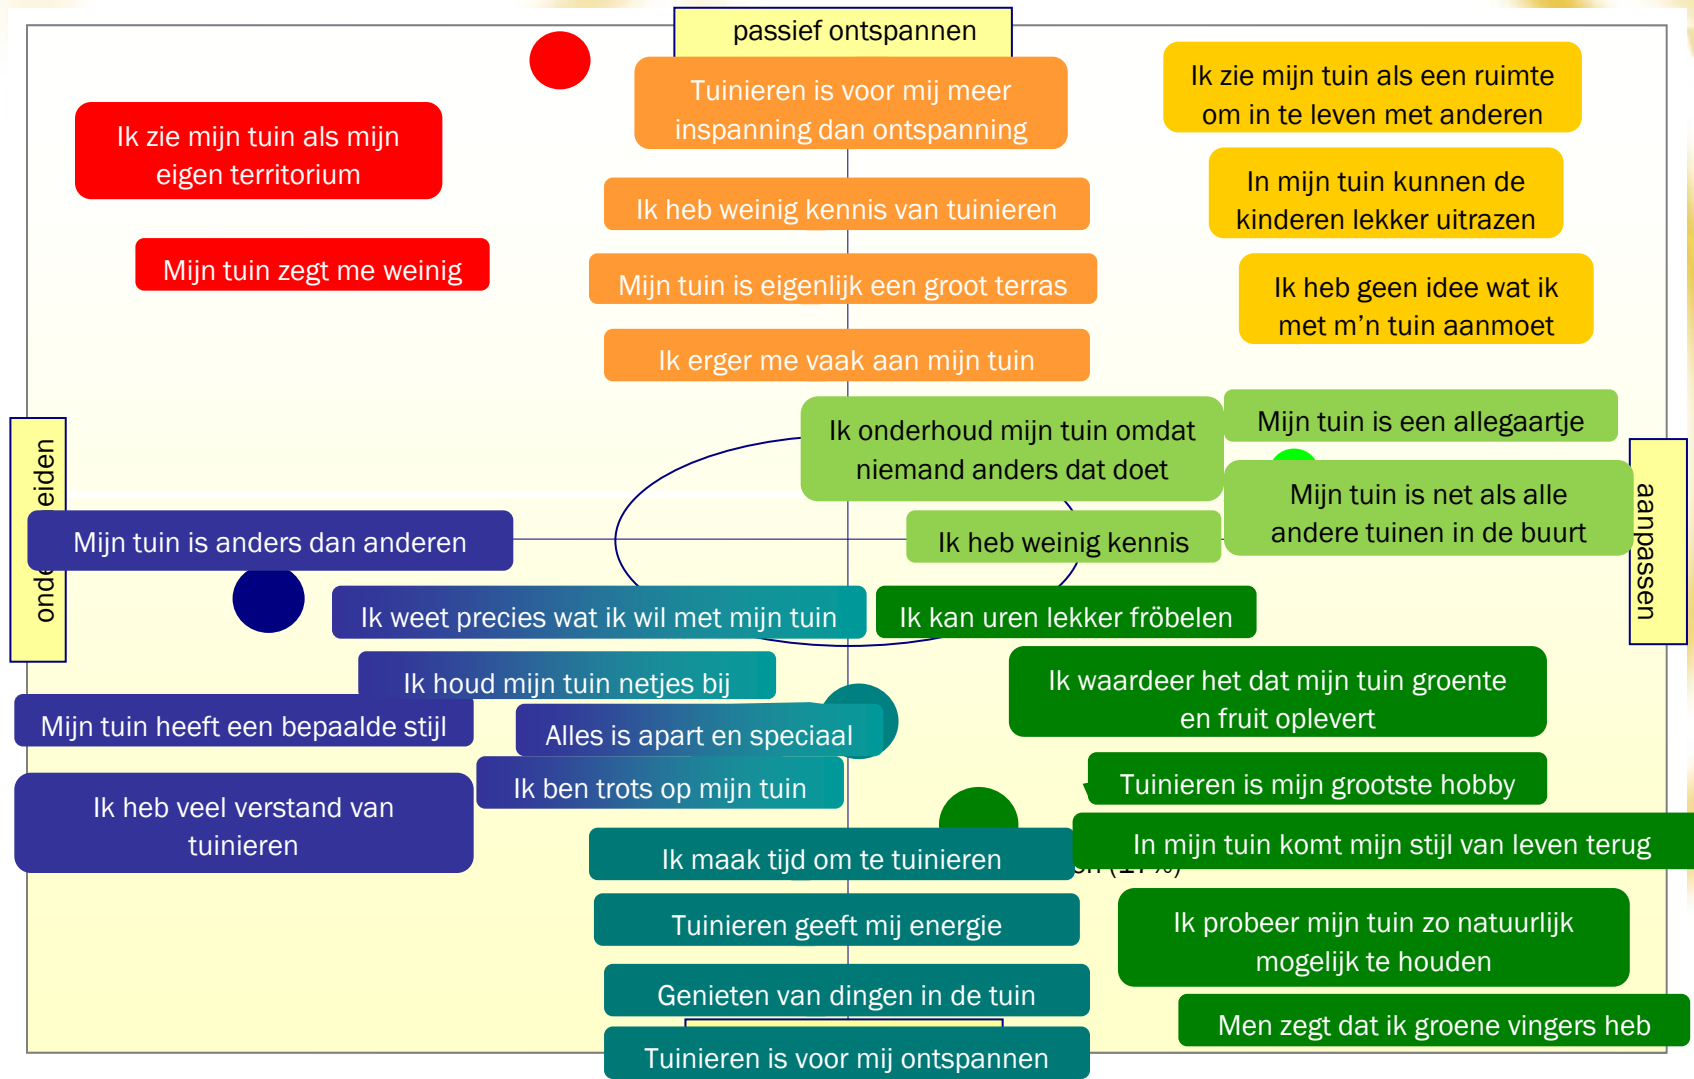 passief ontspannen
Tuinieren is voor mij meer
inspanning dan ontspanning
Ik zie mijn tuin als een ruimte
om in te leven met anderen
Ik zie mijn tuin als mijn
eigen territorium
In mijn tuin kunnen de
kinderen lekker uitrazen
Ik heb weinig kennis van tuinieren
Mijn tuin zegt me weinig
Mijn tuin is eigenlijk een groot terras
Ik heb geen idee wat ik
met m’n tuin aanmoet
Ik erger me vaak aan mijn tuin
Ik onderhoud mijn tuin omdat
niemand anders dat doet
Mijn tuin is een allegaartje
Mijn tuin is net als alle
andere tuinen in de buurt
aanpassen
Mijn tuin is anders dan anderen
Ik heb weinig kennis
Ik weet precies wat ik wil met mijn tuin
Ik kan uren lekker fröbelen
Ik houd mijn tuin netjes bij
Ik waardeer het dat mijn tuin groente
en fruit oplevert
Mijn tuin heeft een bepaalde stijl
Alles is apart en speciaal
Ik ben trots op mijn tuin
Tuinieren is mijn grootste hobby
Ik heb veel verstand van
tuinieren
In mijn tuin komt mijn stijl van leven terug
Ik maak tijd om te tuinieren
Tuinieren geeft mij energie
Ik probeer mijn tuin zo natuurlijk
mogelijk te houden
Genieten van dingen in de tuin
Men zegt dat ik groene vingers heb
Tuinieren is voor mij ontspannen